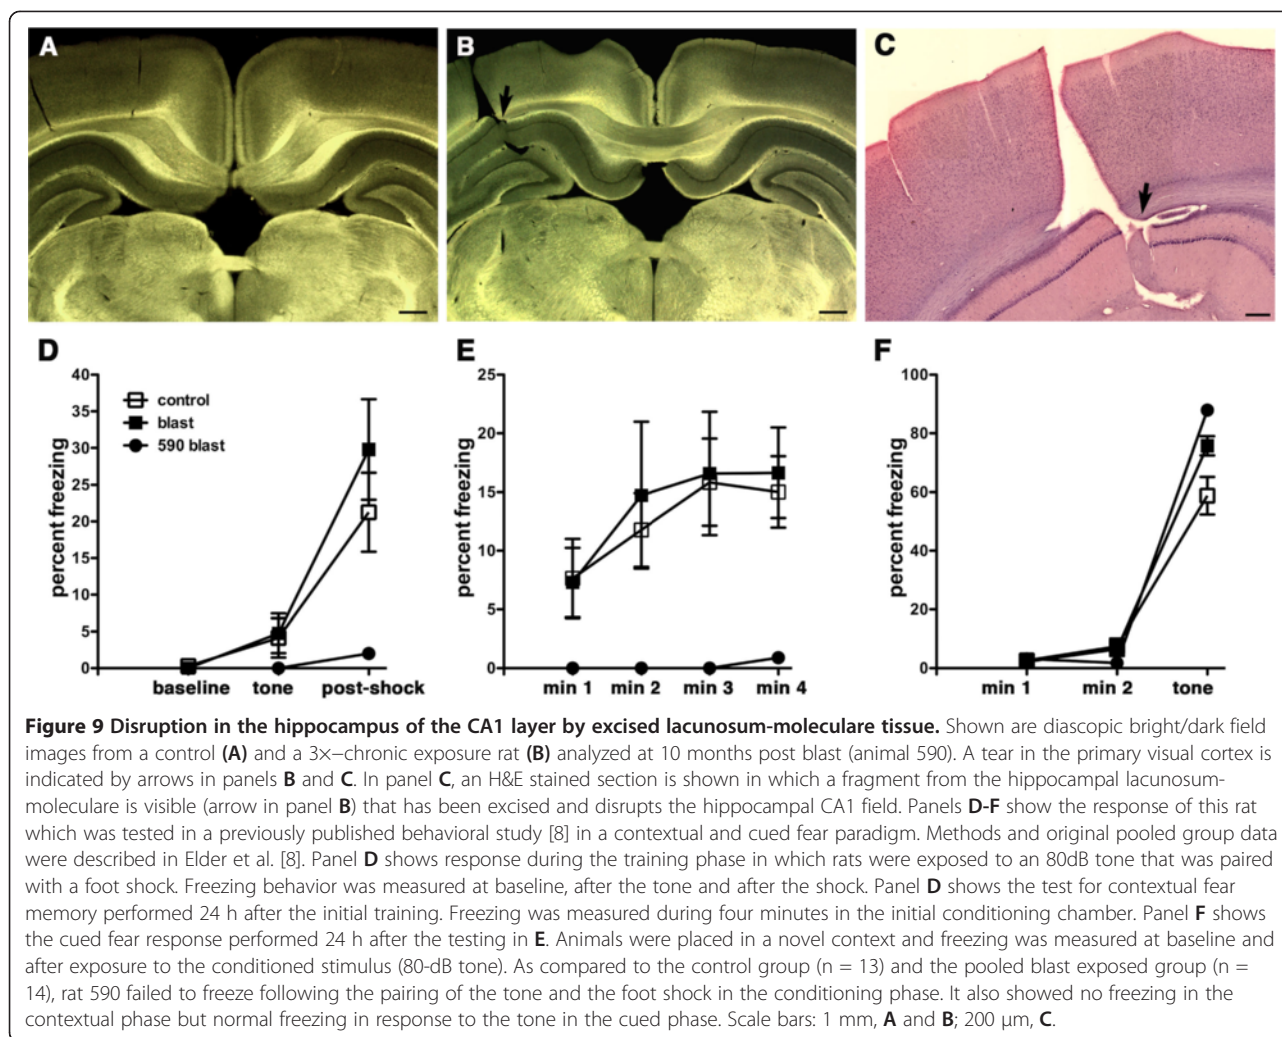 A
B
C
D
E
F
40
35
30
25
20
15
10
5
0
percent freezing
control
blast
590 blast
baseline
tone
post-shock
25
20
15
10
5
0
percent freezing
min 1
min 2
min 3
min 4
100
80
60
40
20
0
percent freezing
min 1
min 2
tone
Figure 9 Disruption in the hippocampus of the CA1 layer by excised lacunosum-moleculare tissue. Shown are diascopic bright/dark field
images from a control (A) and a 3×−chronic exposure rat (B) analyzed at 10 months post blast (animal 590). A tear in the primary visual cortex is
indicated by arrows in panels B and C. In panel C, an H&E stained section is shown in which a fragment from the hippocampal lacunosum-
moleculare is visible (arrow in panel B) that has been excised and disrupts the hippocampal CA1 field. Panels D-F show the response of this rat
which was tested in a previously published behavioral study [8] in a contextual and cued fear paradigm. Methods and original pooled group data
were described in Elder et al. [8]. Panel D shows response during the training phase in which rats were exposed to an 80dB tone that was paired
with a foot shock. Freezing behavior was measured at baseline, after the tone and after the shock. Panel D shows the test for contextual fear
memory performed 24 h after the initial training. Freezing was measured during four minutes in the initial conditioning chamber. Panel F shows
the cued fear response performed 24 h after the testing in E. Animals were placed in a novel context and freezing was measured at baseline and
after exposure to the conditioned stimulus (80-dB tone). As compared to the control group (n = 13) and the pooled blast exposed group (n =
14), rat 590 failed to freeze following the pairing of the tone and the foot shock in the conditioning phase. It also showed no freezing in the
contextual phase but normal freezing in response to the tone in the cued phase. Scale bars: 1 mm, A and B; 200 μm, C.